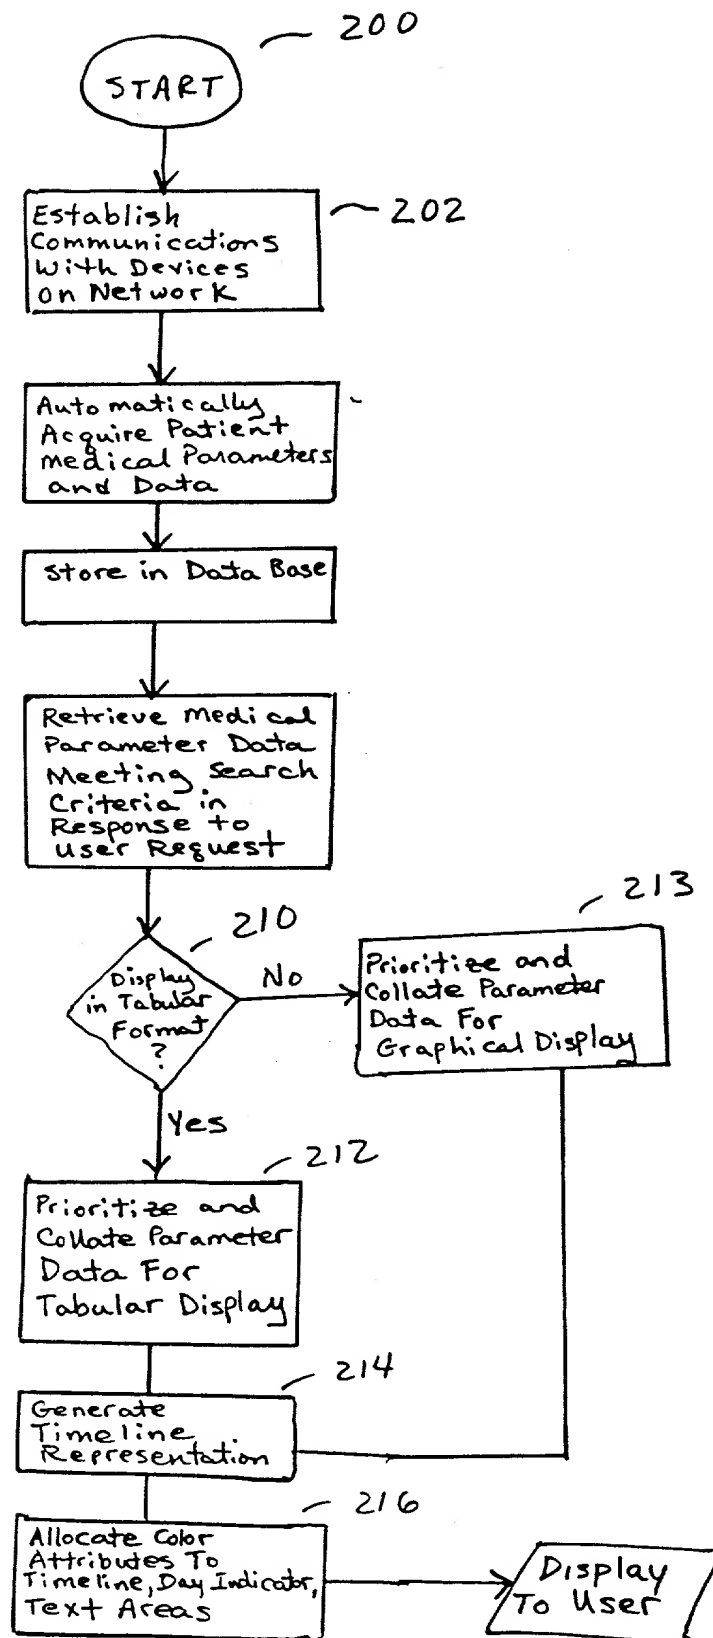 200
START
202
Establish
Communications
With Devices
on Network
Automatically
Acquire Patient
Medical Parameters
and Data
Store in Data Base
Retrieve Medical
Parameter Data
Meeting Search
Criteria in
Response to
User Request
210
213
Display
in Tabular
Format
?
No
Prioritize and
Collate Parameter
Data For
Graphical Display
Yes
212
Prioritize and
Collate Parameter
Data For
Tabular Display
214
Generate
Timeline
Representation
216
Allocate Color
Attributes To
Timeline, Day Indicator,
Text Areas
Display
To User